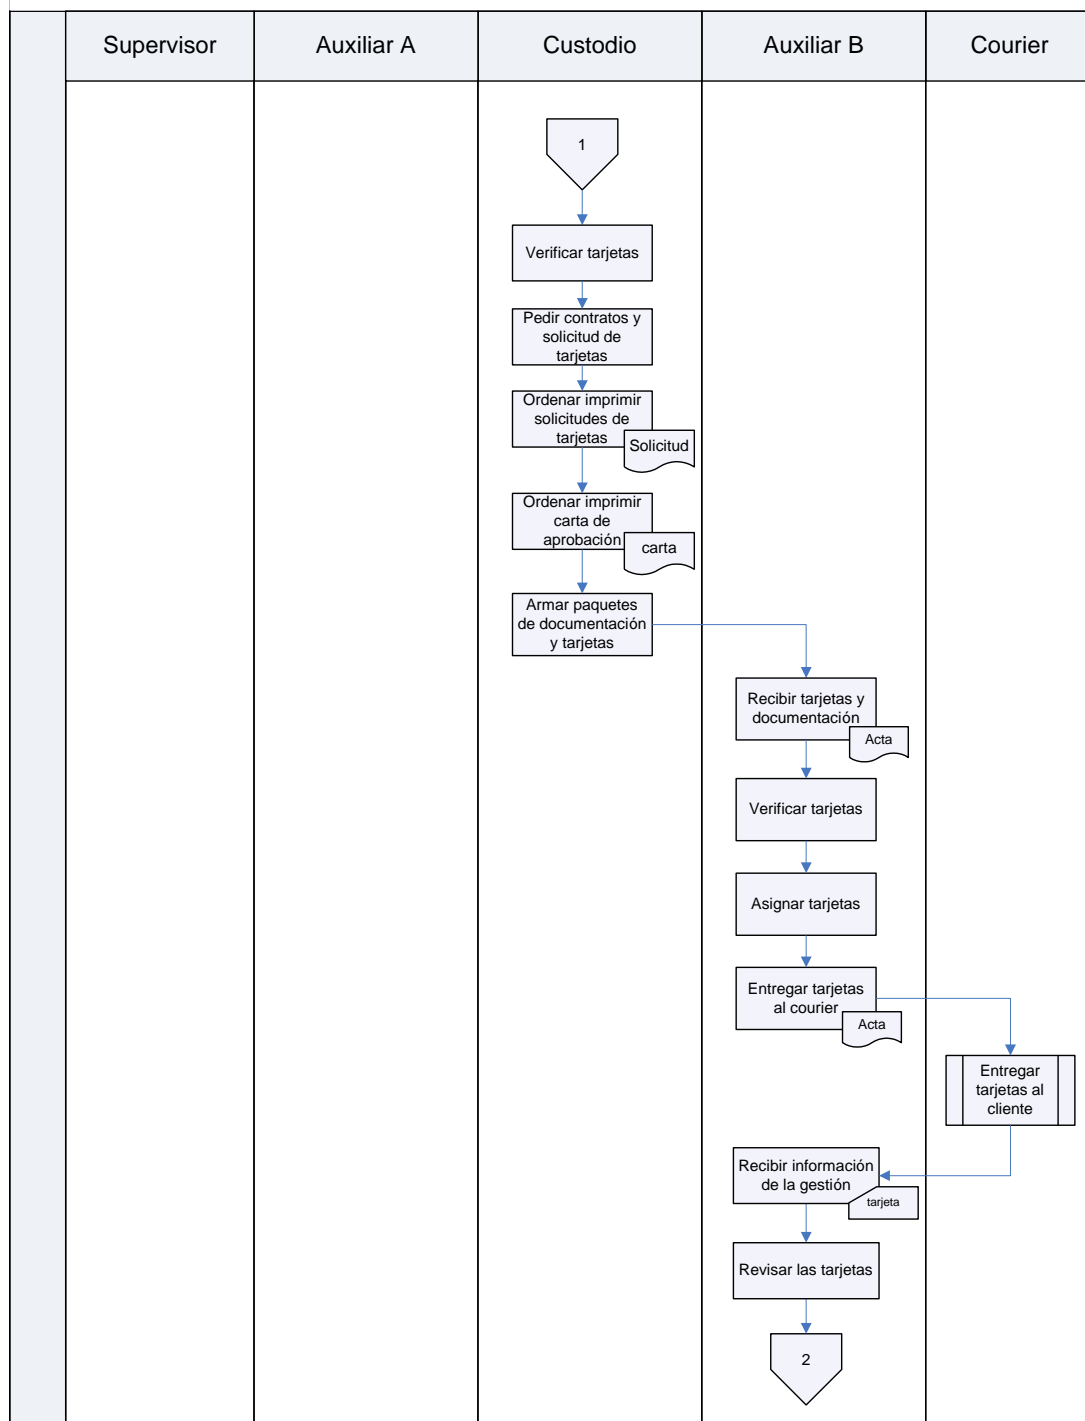 Supervisor
Auxiliar A
Custodio
Auxiliar B
Courier
1
Verificar tarjetas
Pedir contratos y
solicitud de
tarjetas
Ordenar imprimir
solicitudes de
tarjetas
Solicitud
Ordenar imprimir
carta de
aprobación
carta
Armar paquetes
de documentación
y tarjetas
Recibir tarjetas y
documentación
Acta
Verificar tarjetas
Asignar tarjetas
Entregar tarjetas
al courier
Acta
Entregar
tarjetas al
cliente
Recibir información
de la gestión
tarjeta
Revisar las tarjetas
2